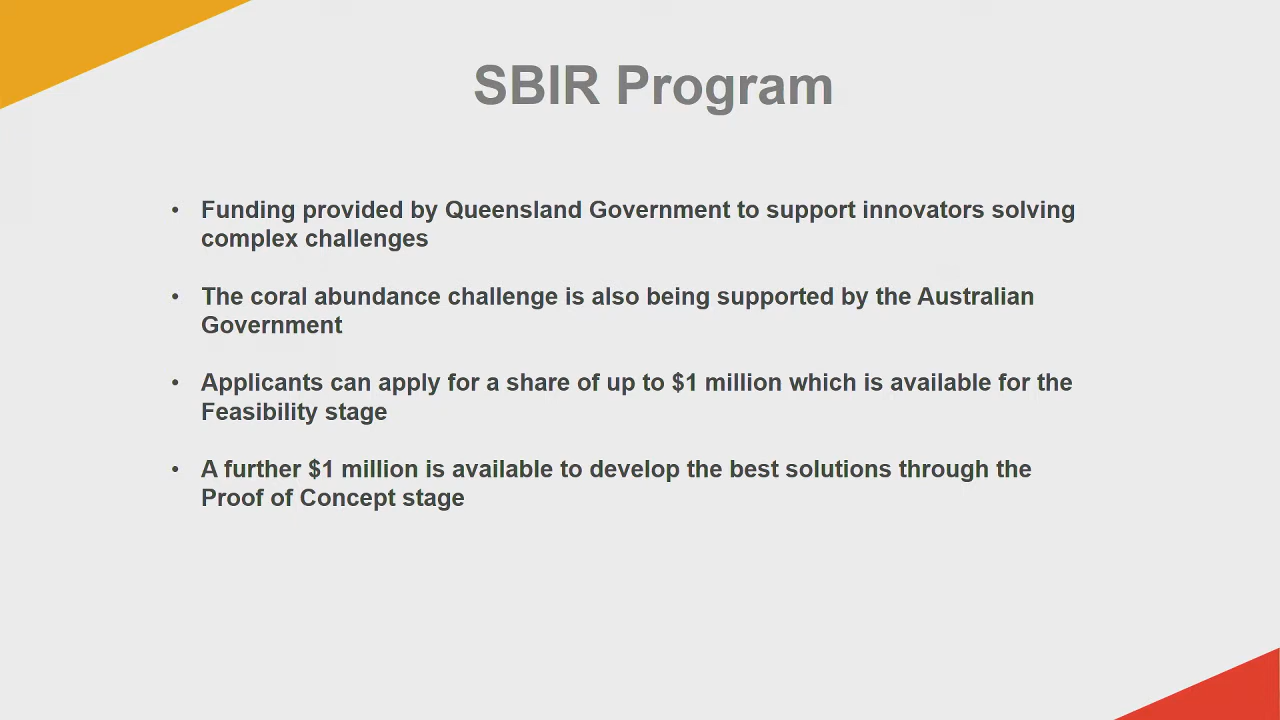 SBIR Program
• Funding provided by Queensland Government to support innovators solving
complex challenges
• The coral abundance challenge is also being supported by the Australian
Government
• Applicants can apply for a share of up to $1 million which is available for the
Feasibility stage
• A further $1 million is available to develop the best solutions through the
Proof of Concept stage